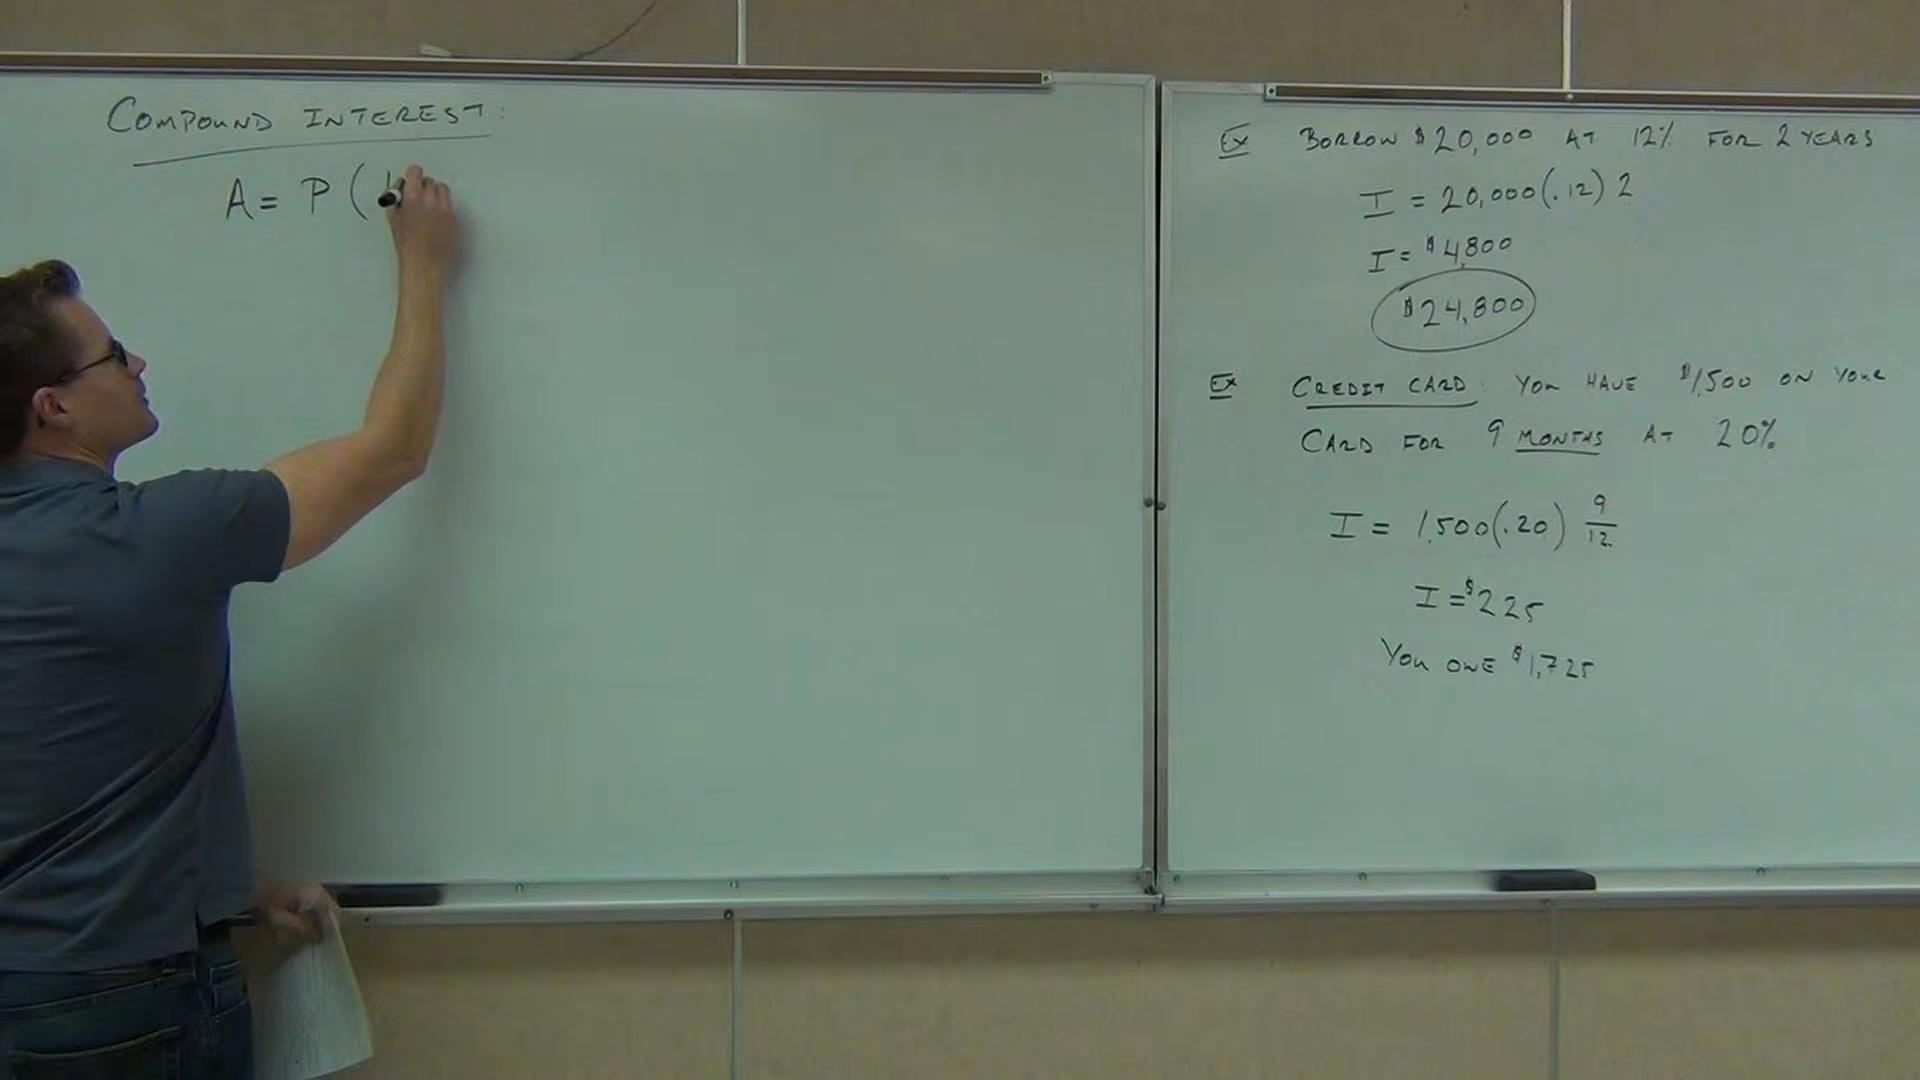 COMPOUND INTEREST:
A = P (1
Ex BORROW $20,000 AT 12% FOR 2 YEARS
I = 20,000(.12) 2
I = $4,800
$24,800
Ex CREDIT CARD: YOU HAVE $1,500 ON YOUR
CARD FOR 9 MONTHS AT 20%
I = 1,500(.20) 9/12
I = $225
YOU OWE $1,725